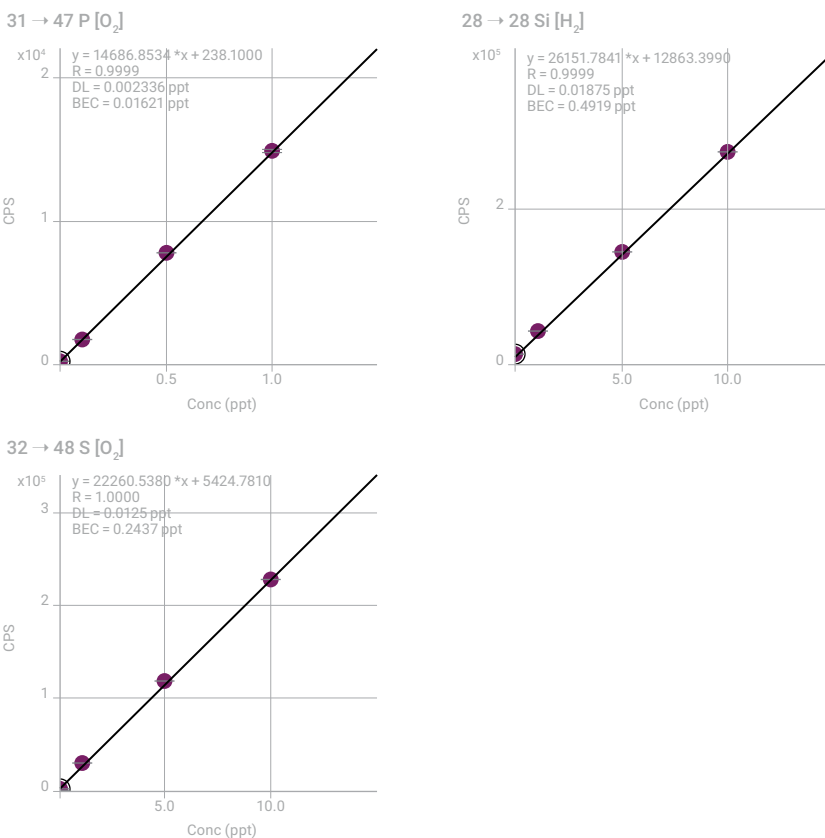 31 → 47 P [O₂]
x10⁴
y = 14686.8534 *x + 238.1000
R = 0.9999
DL = 0.002336 ppt
BEC = 0.01621 ppt
2
1
0
CPS
0.5
1.0
Conc (ppt)
28 → 28 Si [H₂]
x10⁵
y = 26151.7841 *x + 12863.3990
R = 0.9999
DL = 0.01875 ppt
BEC = 0.4919 ppt
2
0
CPS
5.0
10.0
Conc (ppt)
32 → 48 S [O₂]
x10⁵
y = 22260.5380 *x + 5424.7810
R = 1.0000
DL = 0.0125 ppt
BEC = 0.2437 ppt
3
2
1
0
CPS
5.0
10.0
Conc (ppt)